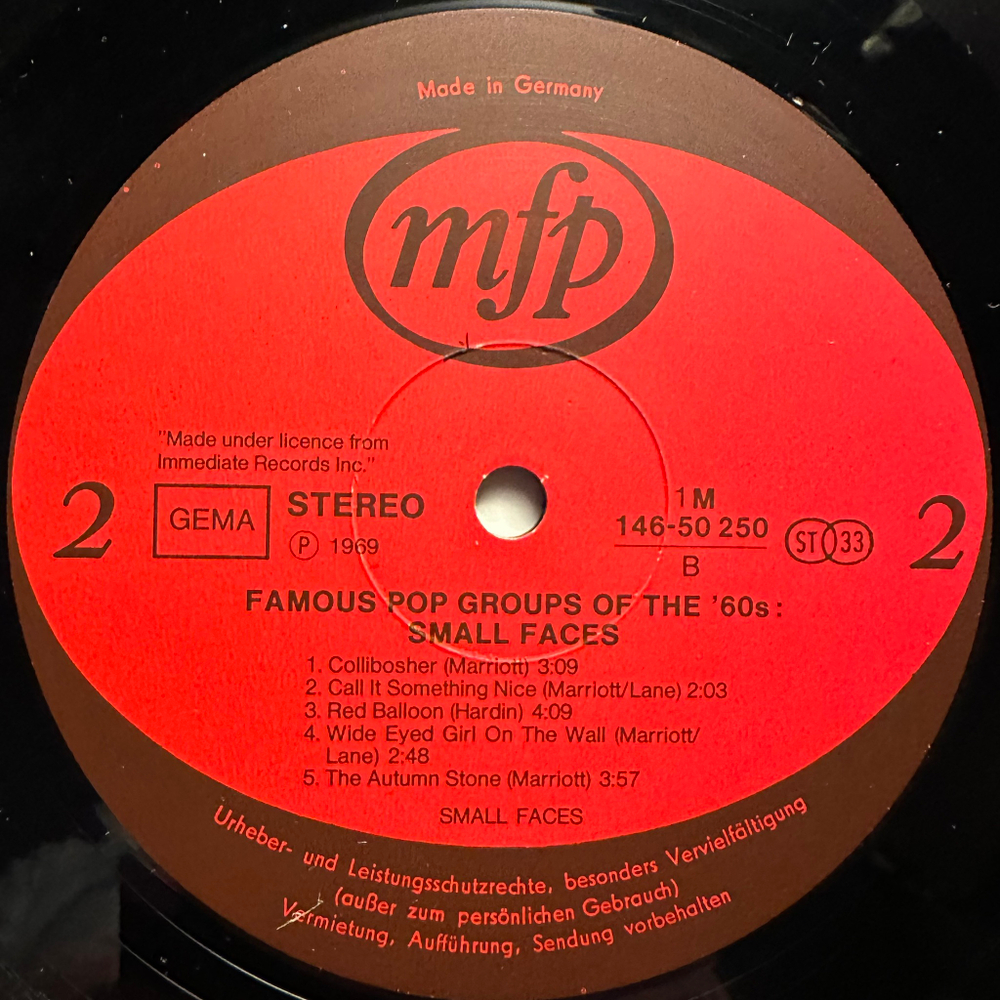 Made in Germany
mfp
"Made under licence from
Immediate Records Inc."
2
GEMA
STEREO
Ⓟ 1969
1M
146-50 250
B
ST 33
2
FAMOUS POP GROUPS OF THE '60s:
SMALL FACES
1. Collibosher (Marriott) 3:09
2. Call It Something Nice (Marrlott/Lane) 2:03
3. Red Balloon (Hardin) 4:09
4. Wide Eyed Girl On The Wall (Marriott/
Lane) 2:48
5. The Autumn Stone (Marriott) 3:57
SMALL FACES
Urheber- und Leistungsschutzrechte, besonders Vervielfältigung
(außer zum persönlichen Gebrauch)
Vermietung, Aufführung, Sendung vorbehalten